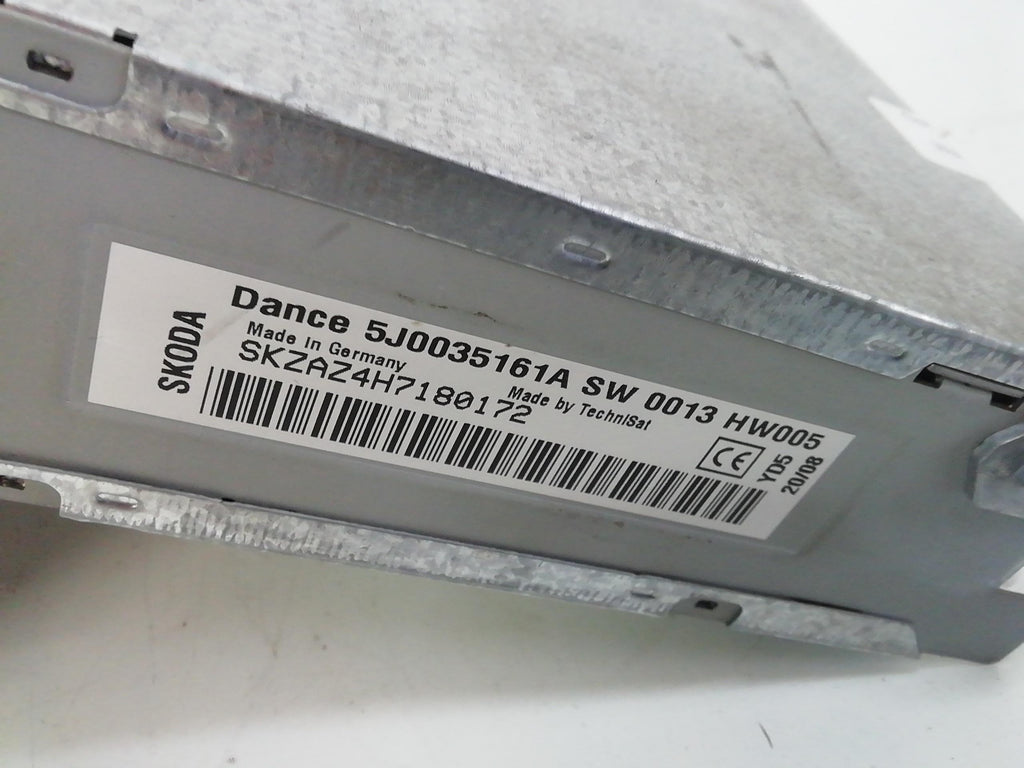 SKODA
Dance 5J0035161A SW 0013 HW005
Made in Germany
Made by TechniSat
SKZAZ4H7180172
CE
YD5
20/08